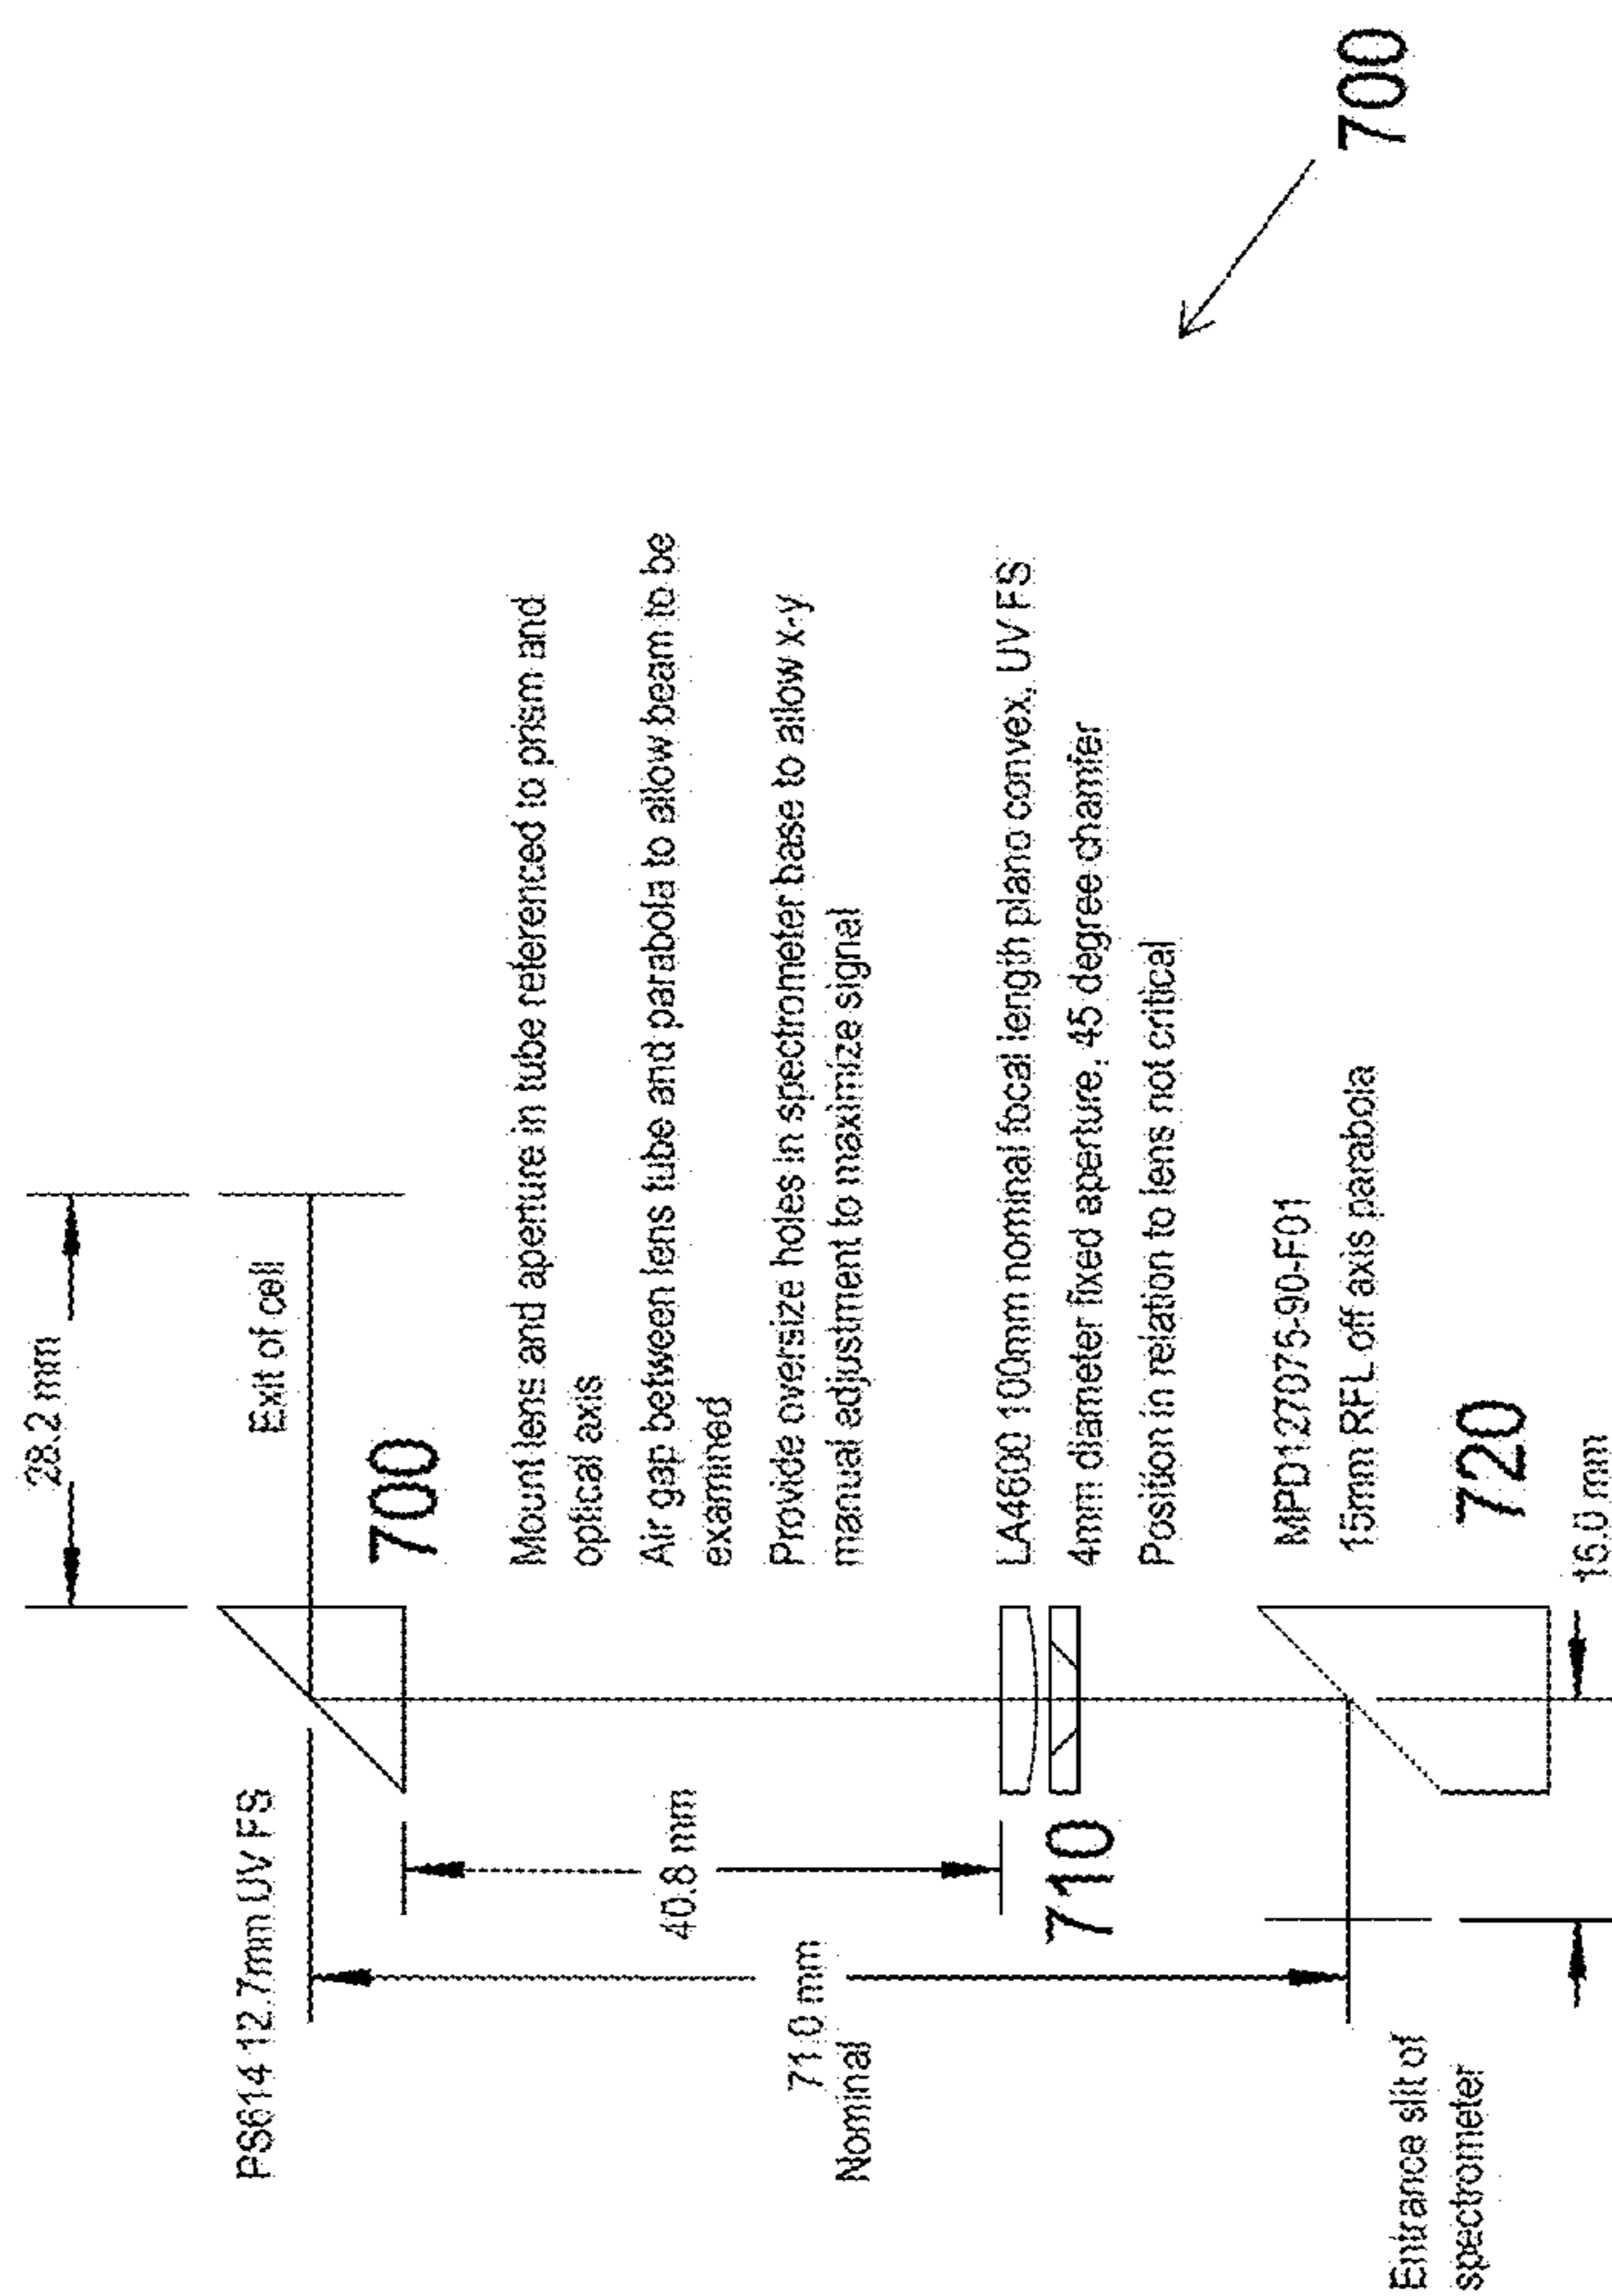 28.2 mm
Exit of cell
PS614 12.7mm UV FS
700
Mount lens and aperture in tube referenced to prism and
optical axis
Air gap between lens tube and parabola to allow beam to be
examined
Provide oversize holes in spectrometer base to allow x-y
manual adjustment to maximize signal
40.8 mm
71.0 mm
Nominal
LA4600 100mm nominal focal length plano convex, UV FS
4mm diameter fixed aperture, 45 degree chamfer
Position in relation to lens not critical
710
MPD127075-90-F01
15mm RFL off axis parabola
720
15.0 mm
Entrance slit of
spectrometer
700